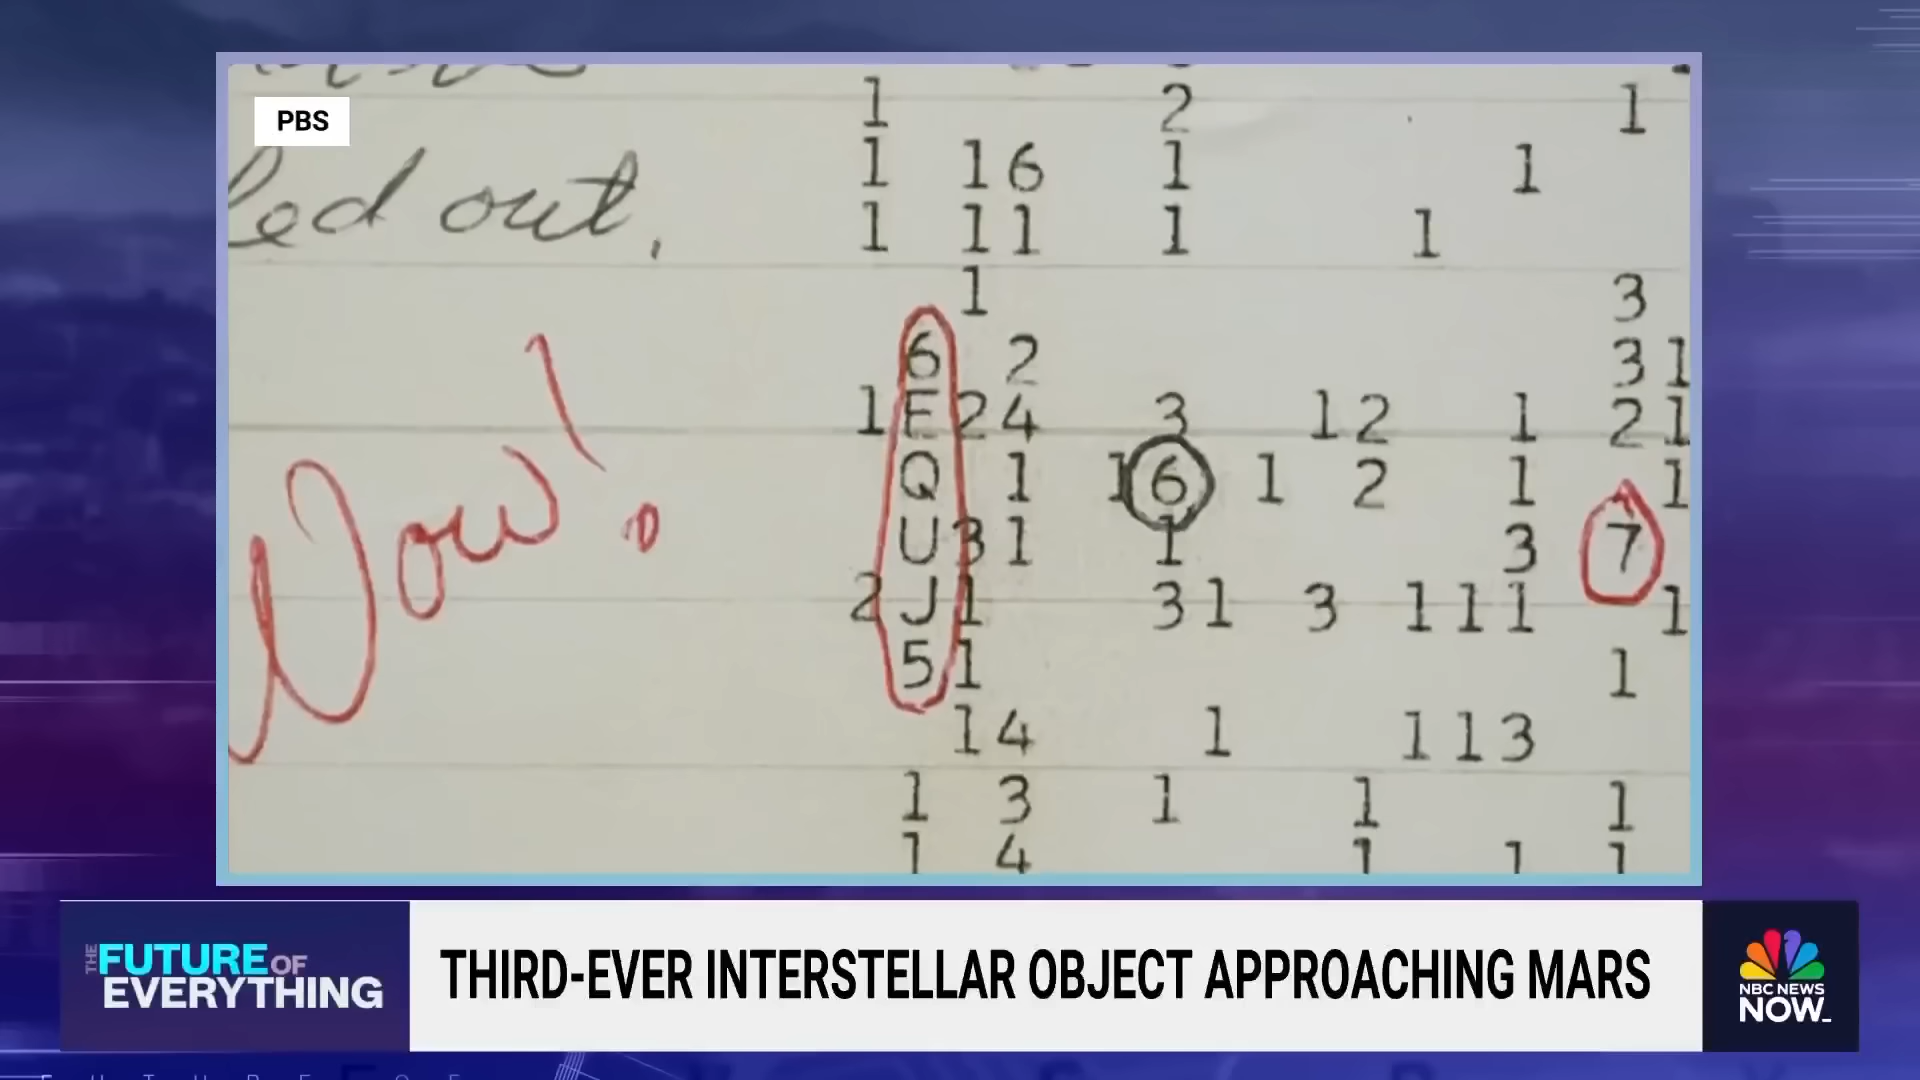 PBS
1 2 1
1 16 1 1
led out,
1 11 1 1
1 3
6 2 31
1E24 3 12 1 21
Q 1 16 1 2 1 1
Wow!
U31 1 3 7
2J1 31 3 111 1
51 1
14 1 113
1 3 1 1 1
1 4 1 1 1
THE FUTURE OF EVERYTHING
THIRD-EVER INTERSTELLAR OBJECT APPROACHING MARS
NBC NEWS
NOW_